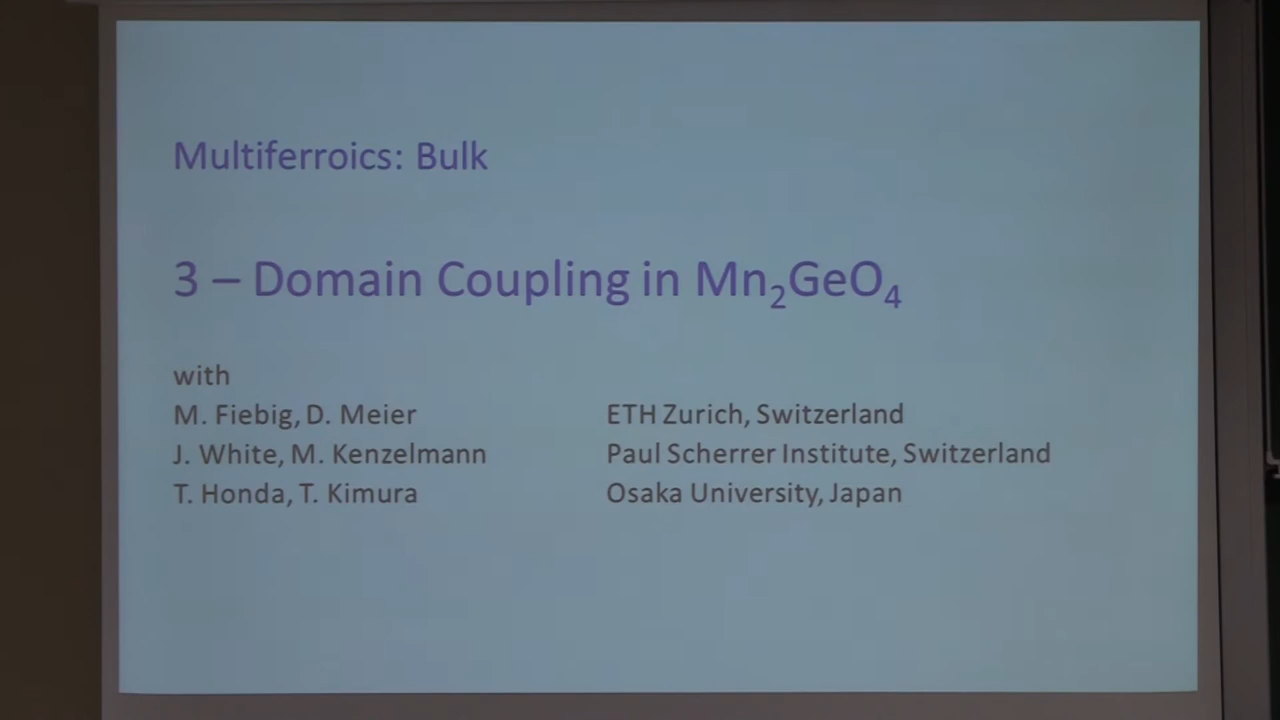 Multiferroics: Bulk
3 – Domain Coupling in Mn₂GeO₄
with
M. Fiebig, D. Meier ETH Zurich, Switzerland
J. White, M. Kenzelmann Paul Scherrer Institute, Switzerland
T. Honda, T. Kimura Osaka University, Japan